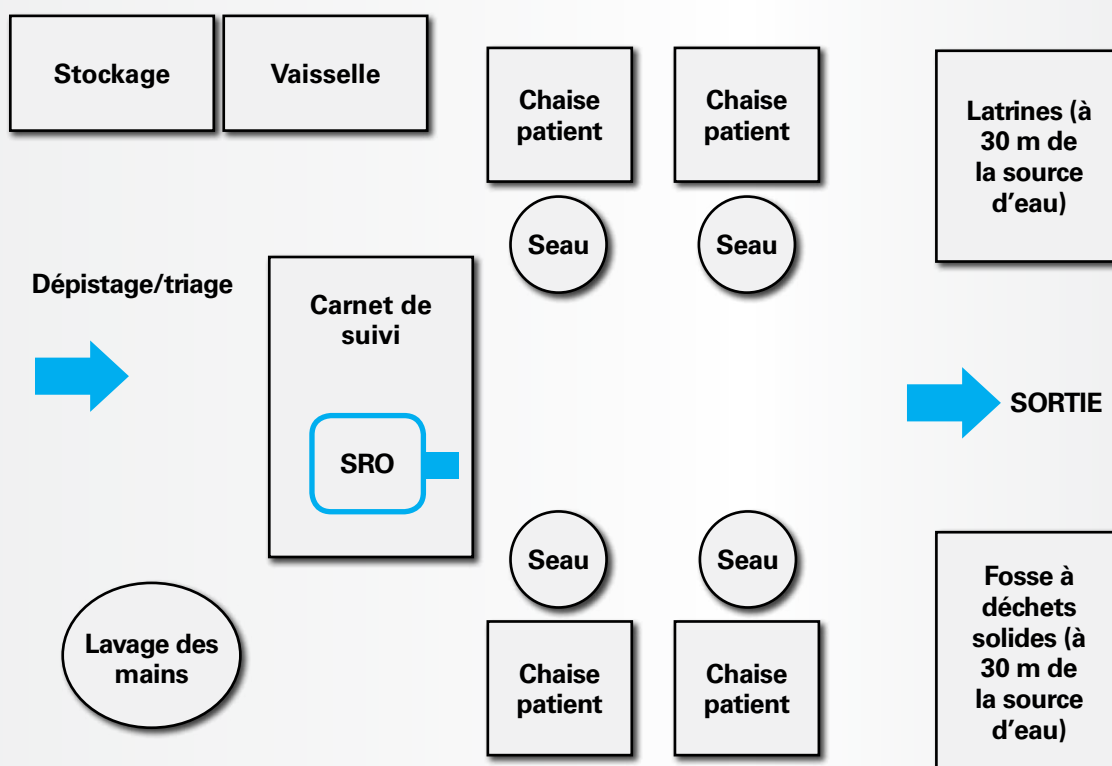 Stockage
Vaisselle
Chaise
patient
Chaise
patient
Latrines (à
30 m de
la source
d’eau)
Seau
Seau
Dépistage/triage
Carnet de
suivi
SORTIE
SRO
Seau
Seau
Lavage des
mains
Chaise
patient
Chaise
patient
Fosse à
déchets
solides (à
30 m de
la source
d’eau)